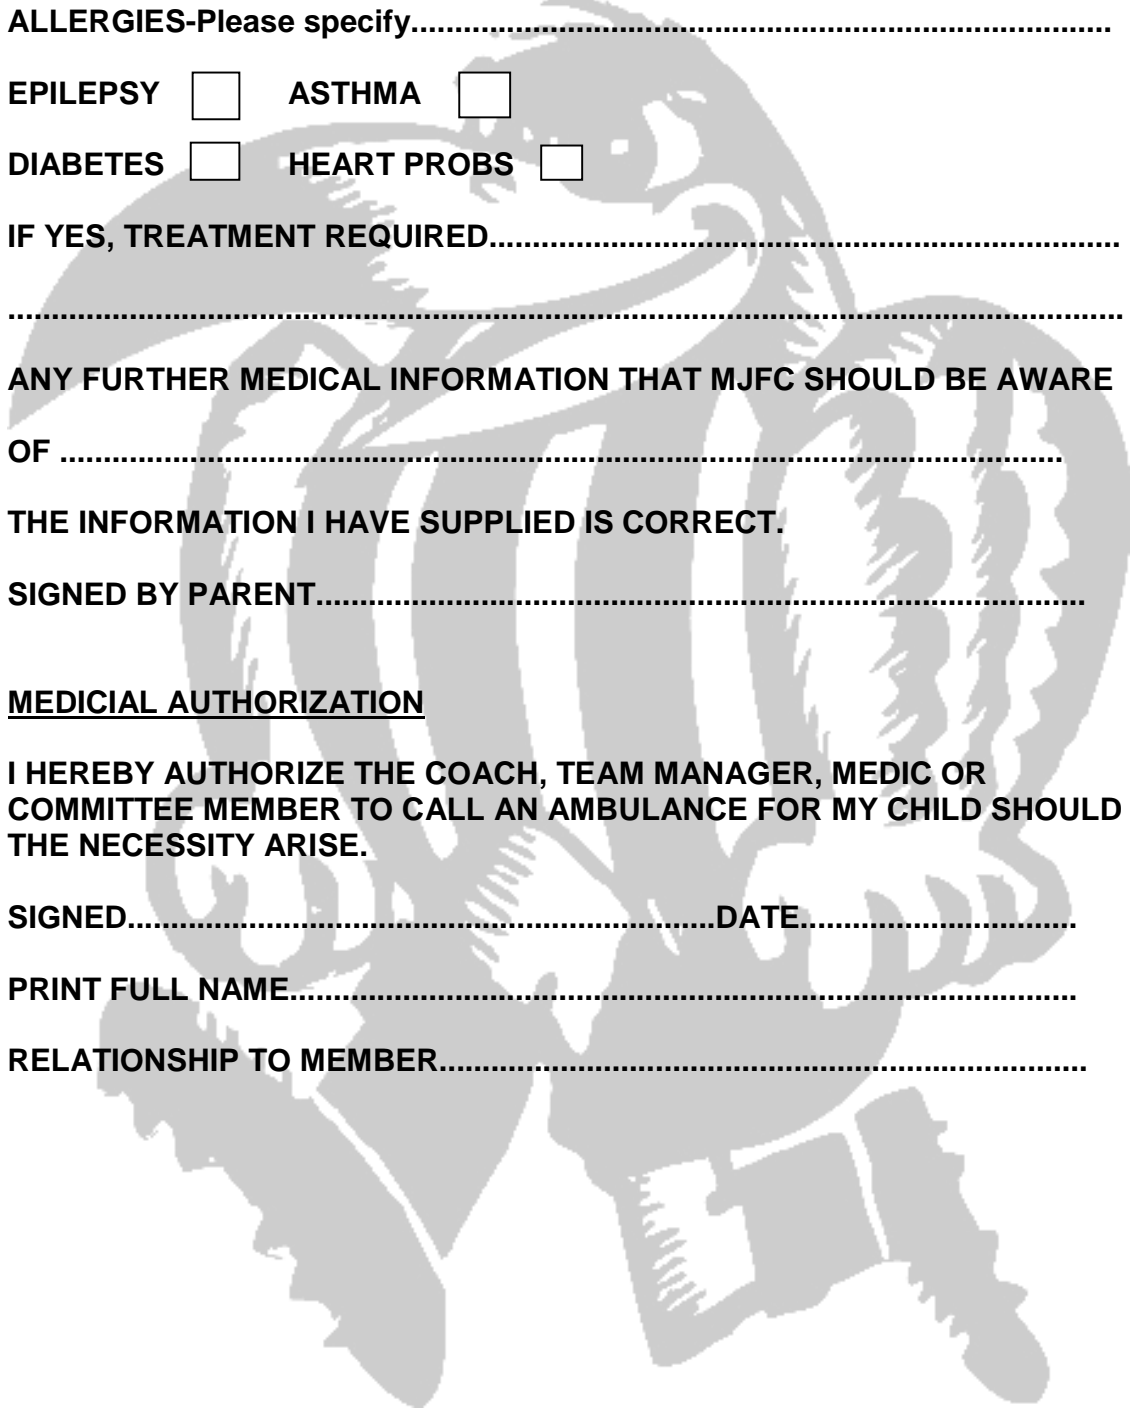 ALLERGIES-Please specify................................................................................
EPILEPSY ASTHMA
DIABETES HEART PROBS
IF YES, TREATMENT REQUIRED........................................................................
................................................................................................................................
ANY FURTHER MEDICAL INFORMATION THAT MJFC SHOULD BE AWARE
OF ...................................................................................................................
THE INFORMATION I HAVE SUPPLIED IS CORRECT.
SIGNED BY PARENT........................................................................................
MEDICIAL AUTHORIZATION
I HEREBY AUTHORIZE THE COACH, TEAM MANAGER, MEDIC OR
COMMITTEE MEMBER TO CALL AN AMBULANCE FOR MY CHILD SHOULD
THE NECESSITY ARISE.
SIGNED....................................................................DATE................................
PRINT FULL NAME..........................................................................................
RELATIONSHIP TO MEMBER..........................................................................